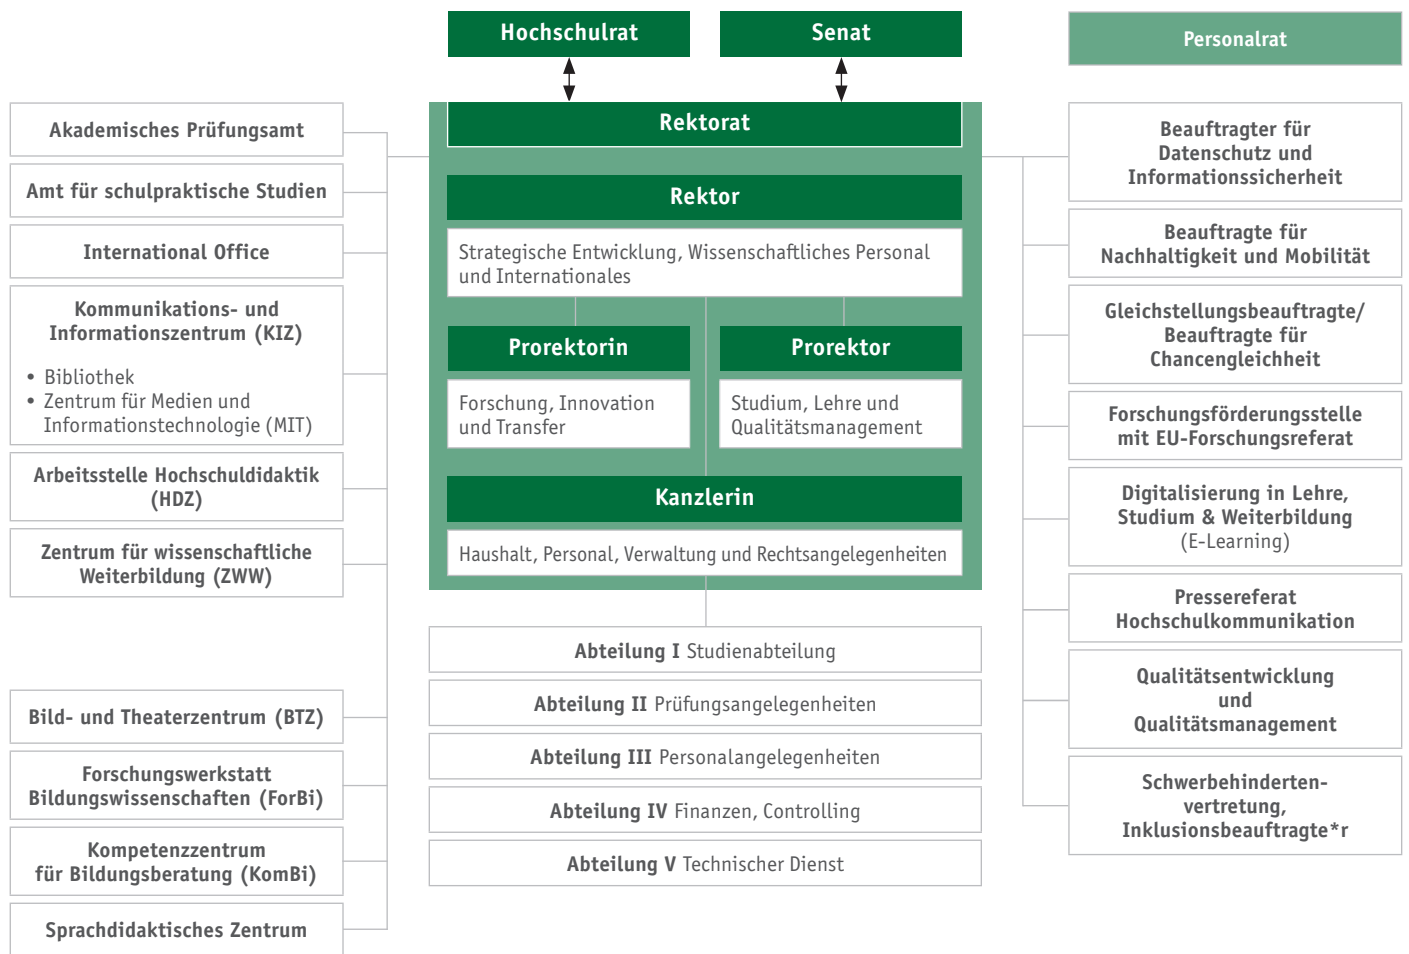 Hochschulrat
Senat
Personalrat
Rektorat
Rektor
Strategische Entwicklung, Wissenschaftliches Personal
und Internationales
Prorektorin
Forschung, Innovation
und Transfer
Prorektor
Studium, Lehre und
Qualitätsmanagement
Kanzlerin
Haushalt, Personal, Verwaltung und Rechtsangelegenheiten
Abteilung I Studienabteilung
Abteilung II Prüfungsangelegenheiten
Abteilung III Personalangelegenheiten
Abteilung IV Finanzen, Controlling
Abteilung V Technischer Dienst
Akademisches Prüfungsamt
Amt für schulpraktische Studien
International Office
Kommunikations- und
Informationszentrum (KIZ)
• Bibliothek
• Zentrum für Medien und
Informationstechnologie (MIT)
Arbeitsstelle Hochschuldidaktik
(HDZ)
Zentrum für wissenschaftliche
Weiterbildung (ZWW)
Bild- und Theaterzentrum (BTZ)
Forschungswerkstatt
Bildungswissenschaften (ForBi)
Kompetenzzentrum
für Bildungsberatung (KomBi)
Sprachdidaktisches Zentrum
Beauftragter für
Datenschutz und
Informationssicherheit
Beauftragte für
Nachhaltigkeit und Mobilität
Gleichstellungsbeauftragte/
Beauftragte für
Chancengleichheit
Forschungsförderungsstelle
mit EU-Forschungsreferat
Digitalisierung in Lehre,
Studium & Weiterbildung
(E-Learning)
Pressereferat
Hochschulkommunikation
Qualitätsentwicklung
und
Qualitätsmanagement
Schwerbehinderten-
vertretung,
Inklusionsbeauftragte*r